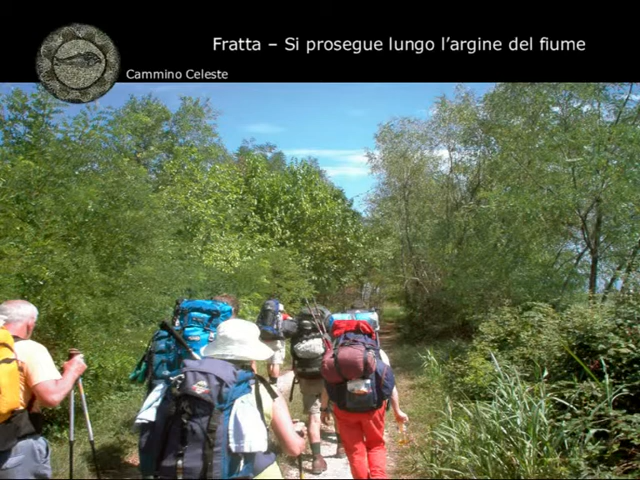 Fratta – Si prosegue lungo l'argine del fiume
Cammino Celeste